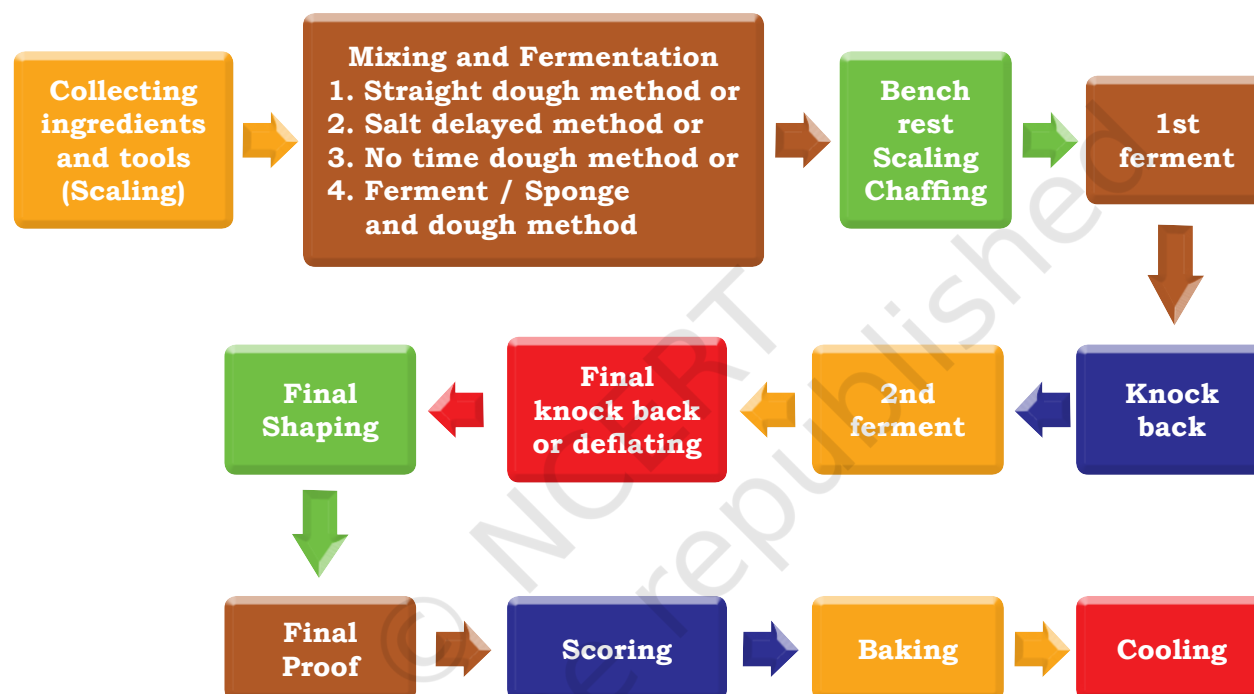 Collecting
ingredients
and tools
(Scaling)
Mixing and Fermentation
1. Straight dough method or
2. Salt delayed method or
3. No time dough method or
4. Ferment / Sponge
and dough method
Bench
rest
Scaling
Chaffing
1st
ferment
Knock
back
2nd
ferment
Final
knock back
or deflating
Final
Shaping
Final
Proof
Scoring
Baking
Cooling
© NCERT
republished